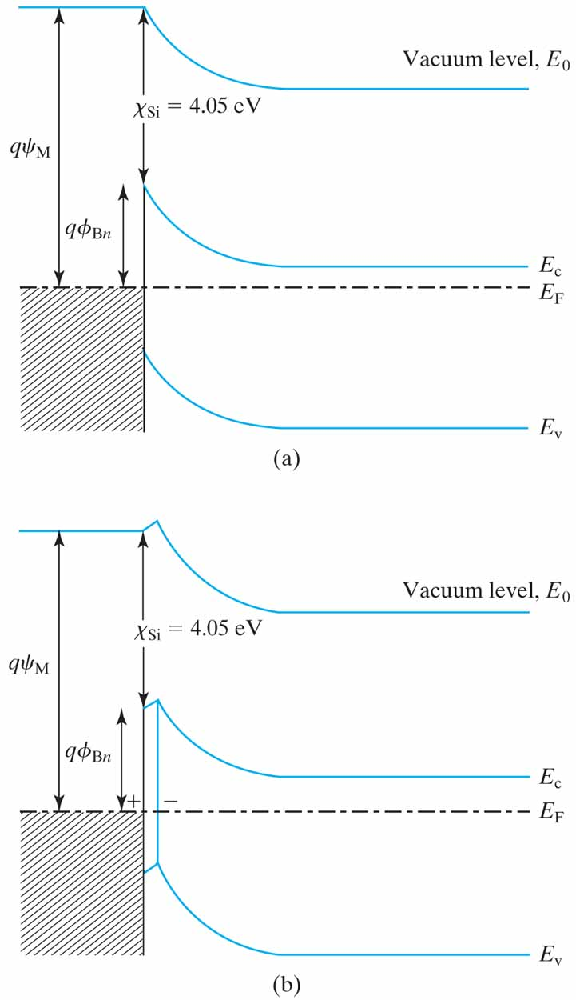 Vacuum level, E₀
χSi = 4.05 eV
qψM
qϕBn
Ec
EF
Ev
(a)
Vacuum level, E₀
χSi = 4.05 eV
qψM
qϕBn
Ec
+ −
EF
Ev
(b)